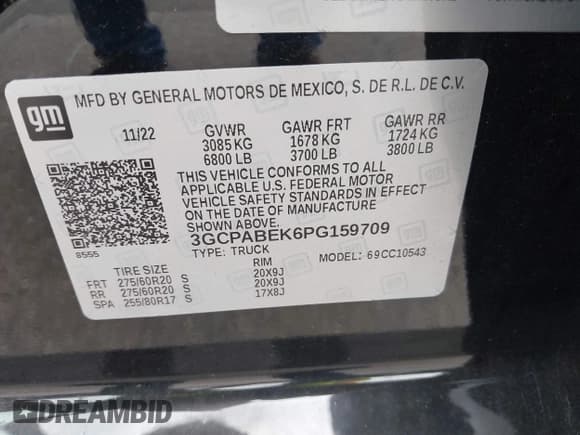 gm
MFD BY GENERAL MOTORS DE MEXICO, S. DE R.L. DE C.V.
11/22 GVWR GAWR FRT GAWR RR
3085 KG 1678 KG 1724 KG
6800 LB 3700 LB 3800 LB
THIS VEHICLE CONFORMS TO ALL
APPLICABLE U.S. FEDERAL MOTOR
VEHICLE SAFETY STANDARDS IN EFFECT
ON THE DATE OF MANUFACTURE
SHOWN ABOVE.
3GCPABEK6PG159709
8555
TYPE: TRUCK MODEL: 69CC10543
TIRE SIZE RIM
FRT 275/60R20 S 20X9J
RR 275/60R20 S 20X9J
SPA 255/80R17 S 17X8J
DREAMBID